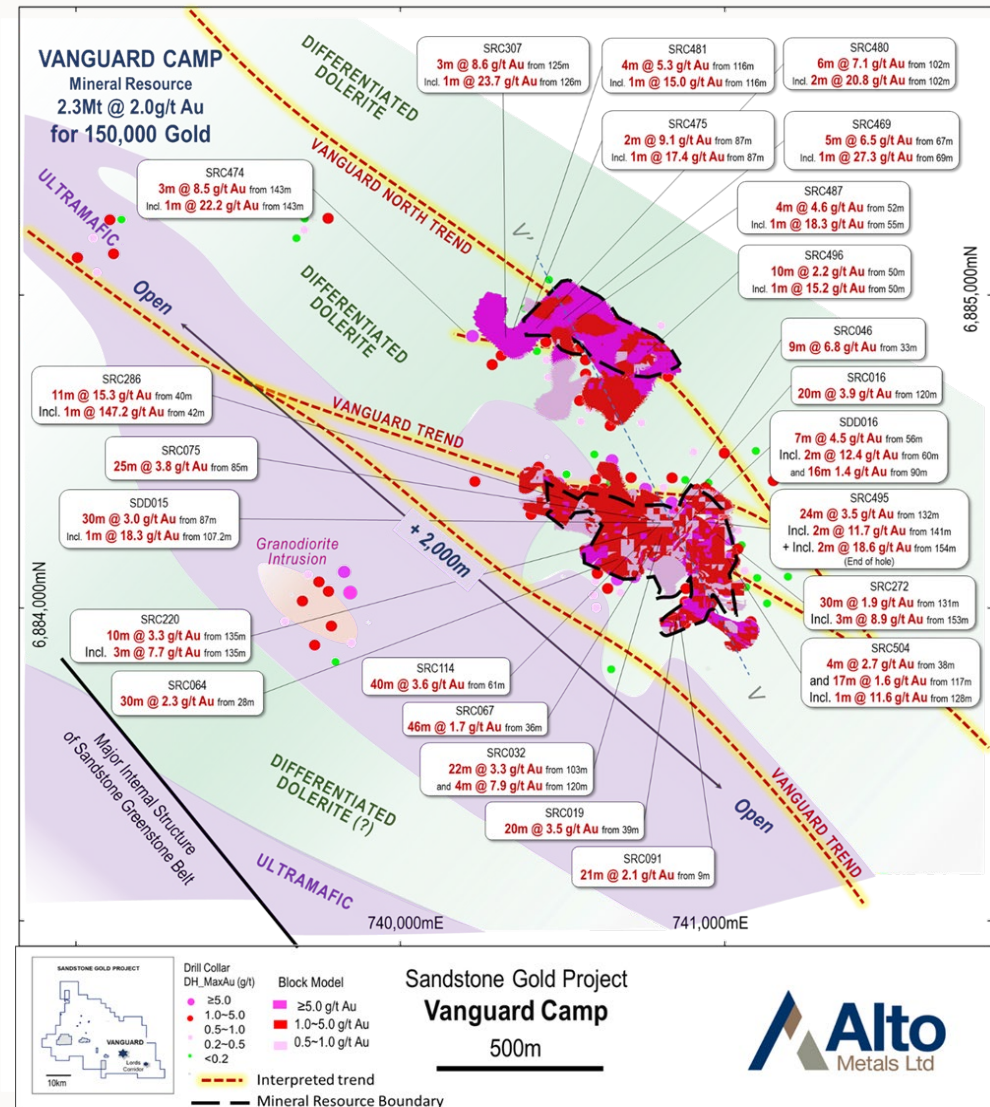 VANGUARD CAMP
Mineral Resource
2.3Mt @ 2.0g/t Au
for 150,000 Gold
DIFFERENTIATED
DOLERITE
SRC307
3m @ 8.6 g/t Au from 125m
Incl. 1m @ 23.7 g/t Au from 126m
SRC481
4m @ 5.3 g/t Au from 116m
Incl. 1m @ 15.0 g/t Au from 116m
SRC480
6m @ 7.1 g/t Au from 102m
Incl. 2m @ 20.8 g/t Au from 102m
SRC475
2m @ 9.1 g/t Au from 87m
Incl. 1m @ 17.4 g/t Au from 87m
SRC469
5m @ 6.5 g/t Au from 67m
Incl. 1m @ 27.3 g/t Au from 69m
VANGUARD NORTH TREND
SRC474
3m @ 8.5 g/t Au from 143m
Incl. 1m @ 22.2 g/t Au from 143m
SRC487
4m @ 4.6 g/t Au from 52m
Incl. 1m @ 18.3 g/t Au from 55m
ULTRAMAFIC
V'
SRC496
10m @ 2.2 g/t Au from 50m
Incl. 1m @ 15.2 g/t Au from 50m
6,885,000mN
Open
DIFFERENTIATED
DOLERITE
SRC046
9m @ 6.8 g/t Au from 33m
SRC286
11m @ 15.3 g/t Au from 40m
Incl. 1m @ 147.2 g/t Au from 42m
SRC016
20m @ 3.9 g/t Au from 120m
VANGUARD TREND
SDD016
7m @ 4.5 g/t Au from 56m
Incl. 2m @ 12.4 g/t Au from 60m
and 16m 1.4 g/t Au from 90m
SRC075
25m @ 3.8 g/t Au from 85m
SDD015
30m @ 3.0 g/t Au from 87m
Incl. 1m @ 18.3 g/t Au from 107.2m
SRC495
24m @ 3.5 g/t Au from 132m
Incl. 2m @ 11.7 g/t Au from 141m
+ Incl. 2m @ 18.6 g/t Au from 154m
(End of hole)
+ 2,000m
Granodiorite
Intrusion
6,884,000mN
SRC272
30m @ 1.9 g/t Au from 131m
Incl. 3m @ 8.9 g/t Au from 153m
SRC220
10m @ 3.3 g/t Au from 135m
Incl. 3m @ 7.7 g/t Au from 135m
SRC504
4m @ 2.7 g/t Au from 38m
and 17m @ 1.6 g/t Au from 117m
Incl. 1m @ 11.6 g/t Au from 128m
SRC114
40m @ 3.6 g/t Au from 61m
SRC064
30m @ 2.3 g/t Au from 28m
V
SRC067
46m @ 1.7 g/t Au from 36m
Major Internal Structure
of Sandstone Greenstone Belt
SRC032
22m @ 3.3 g/t Au from 103m
and 4m @ 7.9 g/t Au from 120m
DIFFERENTIATED
DOLERITE (?)
Open
VANGUARD TREND
SRC019
20m @ 3.5 g/t Au from 39m
SRC091
21m @ 2.1 g/t Au from 9m
ULTRAMAFIC
740,000mE
741,000mE
SANDSTONE GOLD PROJECT
VANGUARD
Lords
Corridor
10km
Drill Collar
DH_MaxAu (g/t)
≥5.0
1.0~5.0
0.5~1.0
0.2~0.5
<0.2
Block Model
≥5.0 g/t Au
1.0~5.0 g/t Au
0.5~1.0 g/t Au
Interpreted trend
Mineral Resource Boundary
Sandstone Gold Project
Vanguard Camp
500m
Alto
Metals Ltd